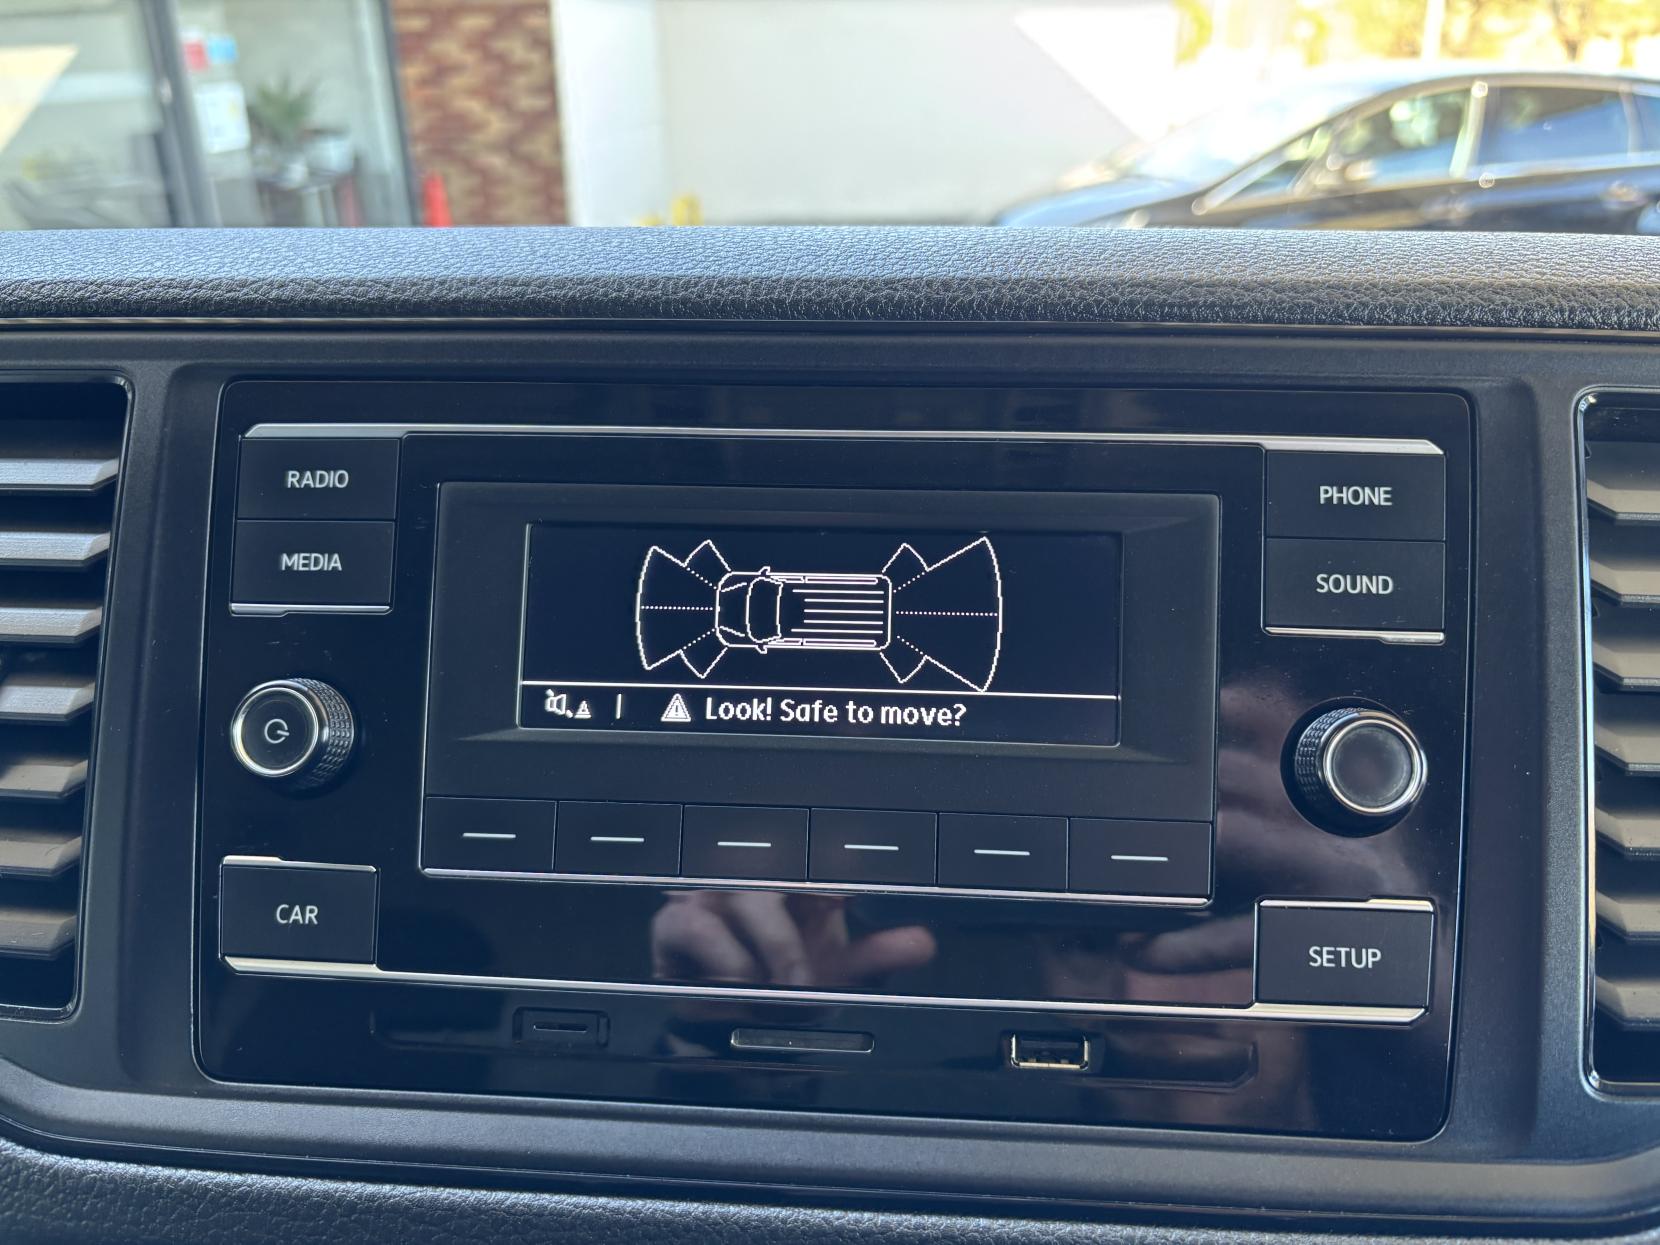 RADIO
MEDIA
PHONE
SOUND
Look! Safe to move?
CAR
SETUP